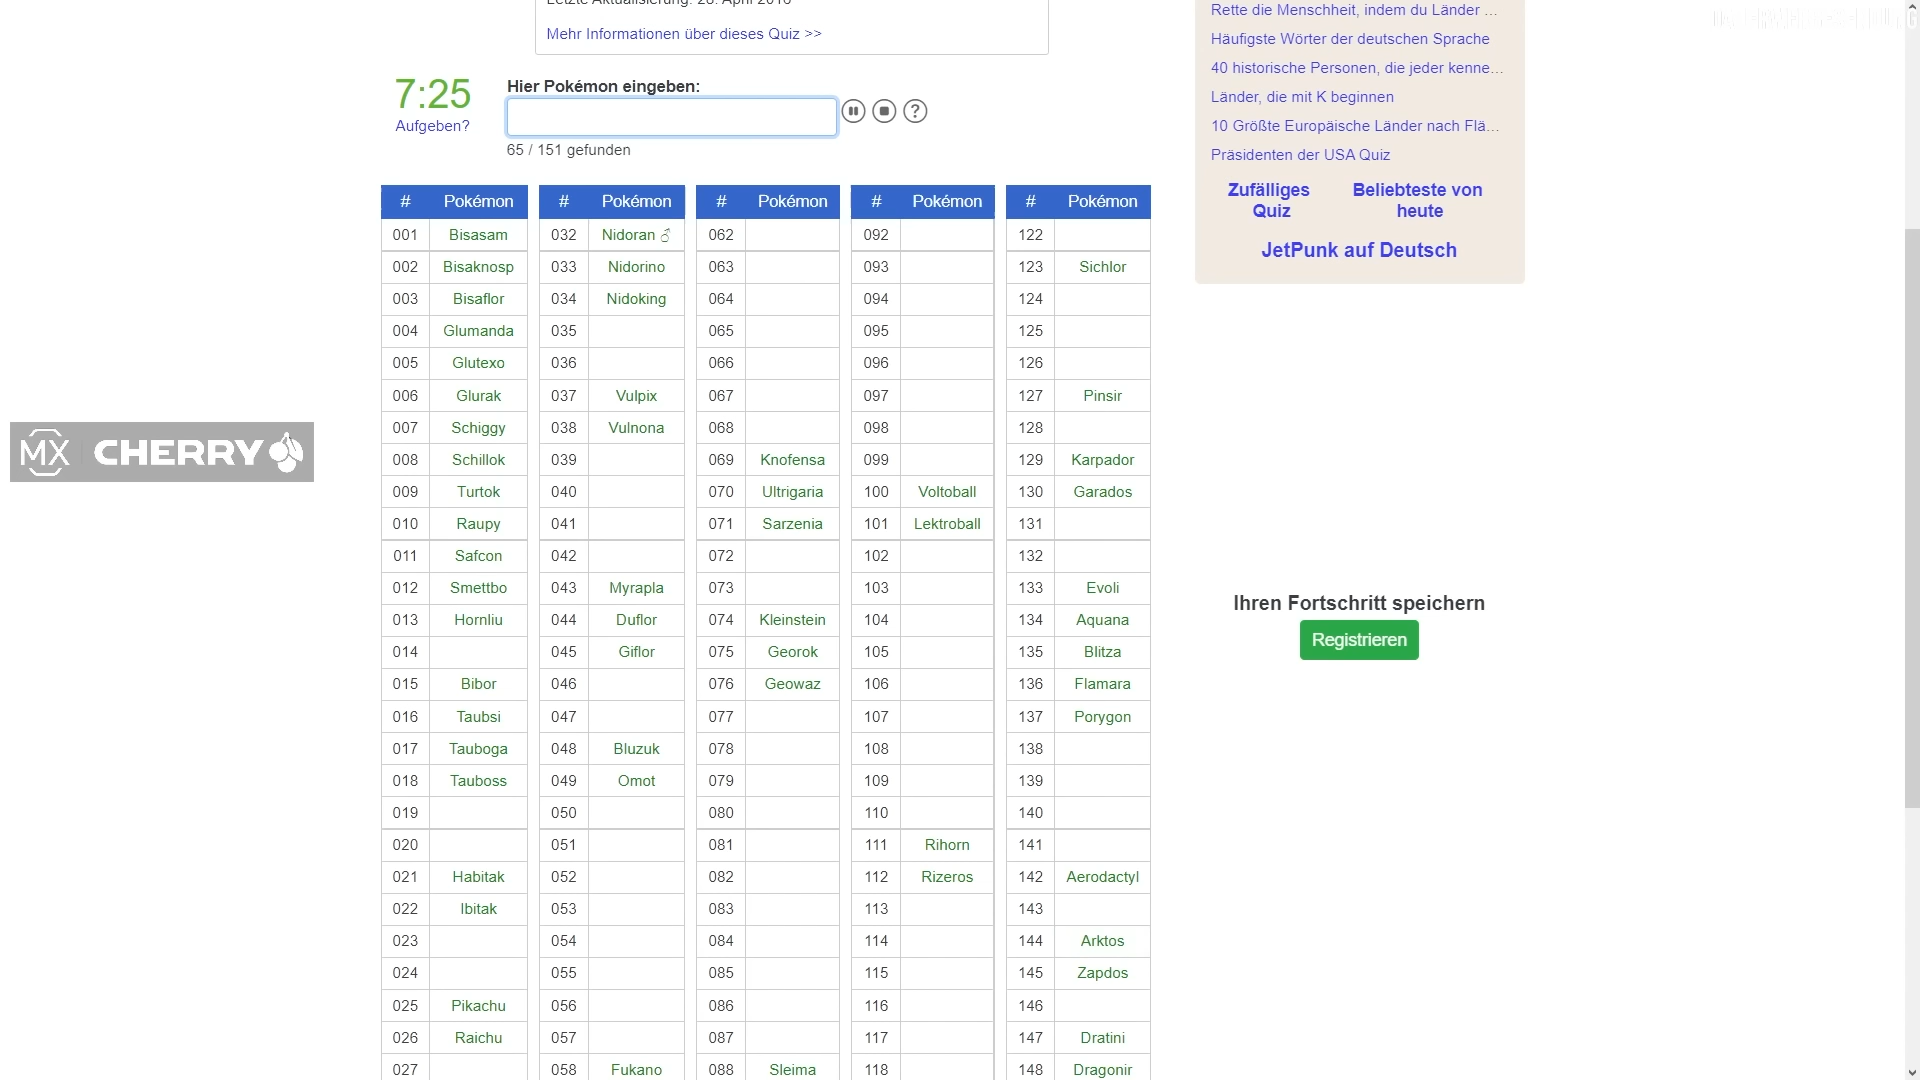 Letzte Aktualisierung: 28. April 2016
Mehr Informationen über dieses Quiz >>
7:25
Aufgeben?
Hier Pokémon eingeben:
65 / 151 gefunden
# Pokémon # Pokémon # Pokémon # Pokémon # Pokémon
001 Bisasam 032 Nidoran ♂ 062 092 122
002 Bisaknosp 033 Nidorino 063 093 123 Sichlor
003 Bisaflor 034 Nidoking 064 094 124
004 Glumanda 035 065 095 125
005 Glutexo 036 066 096 126
006 Glurak 037 Vulpix 067 097 127 Pinsir
007 Schiggy 038 Vulnona 068 098 128
008 Schillok 039 069 Knofensa 099 129 Karpador
009 Turtok 040 070 Ultrigaria 100 Voltoball 130 Garados
010 Raupy 041 071 Sarzenia 101 Lektroball 131
011 Safcon 042 072 102 132
012 Smettbo 043 Myrapla 073 103 133 Evoli
013 Hornliu 044 Duflor 074 Kleinstein 104 134 Aquana
014 045 Giflor 075 Georok 105 135 Blitza
015 Bibor 046 076 Geowaz 106 136 Flamara
016 Taubsi 047 077 107 137 Porygon
017 Tauboga 048 Bluzuk 078 108 138
018 Tauboss 049 Omot 079 109 139
019 050 080 110 140
020 051 081 111 Rihorn 141
021 Habitak 052 082 112 Rizeros 142 Aerodactyl
022 Ibitak 053 083 113 143
023 054 084 114 144 Arktos
024 055 085 115 145 Zapdos
025 Pikachu 056 086 116 146
026 Raichu 057 087 117 147 Dratini
027 058 Fukano 088 Sleima 118 148 Dragonir
Rette die Menschheit, indem du Länder ...
Häufigste Wörter der deutschen Sprache
40 historische Personen, die jeder kenne...
Länder, die mit K beginnen
10 Größte Europäische Länder nach Flä...
Präsidenten der USA Quiz
Zufälliges Quiz
Beliebteste von heute
JetPunk auf Deutsch
Ihren Fortschritt speichern
Registrieren
MX CHERRY